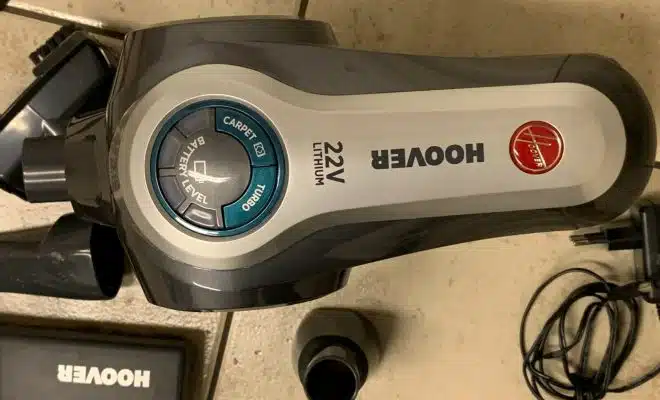 CARPET
BATTERY LEVEL
TURBO
22V
LITHIUM
HOOVER
Hoover
HOOVER